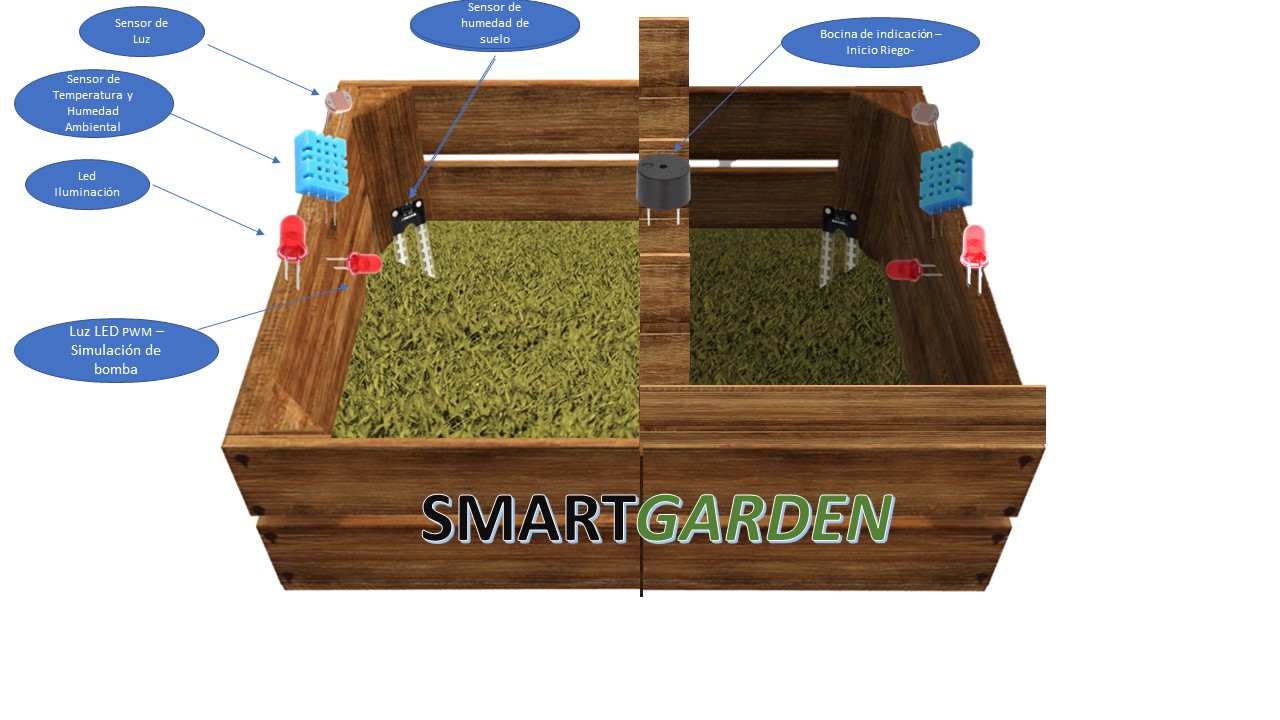 Sensor de
Luz
Sensor de
humedad de
suelo
Bocina de indicación –
Inicio Riego-
Sensor de
Temperatura y
Humedad
Ambiental
Led
Iluminación
Luz LED PWM –
Simulación de
bomba
SMARTGARDEN